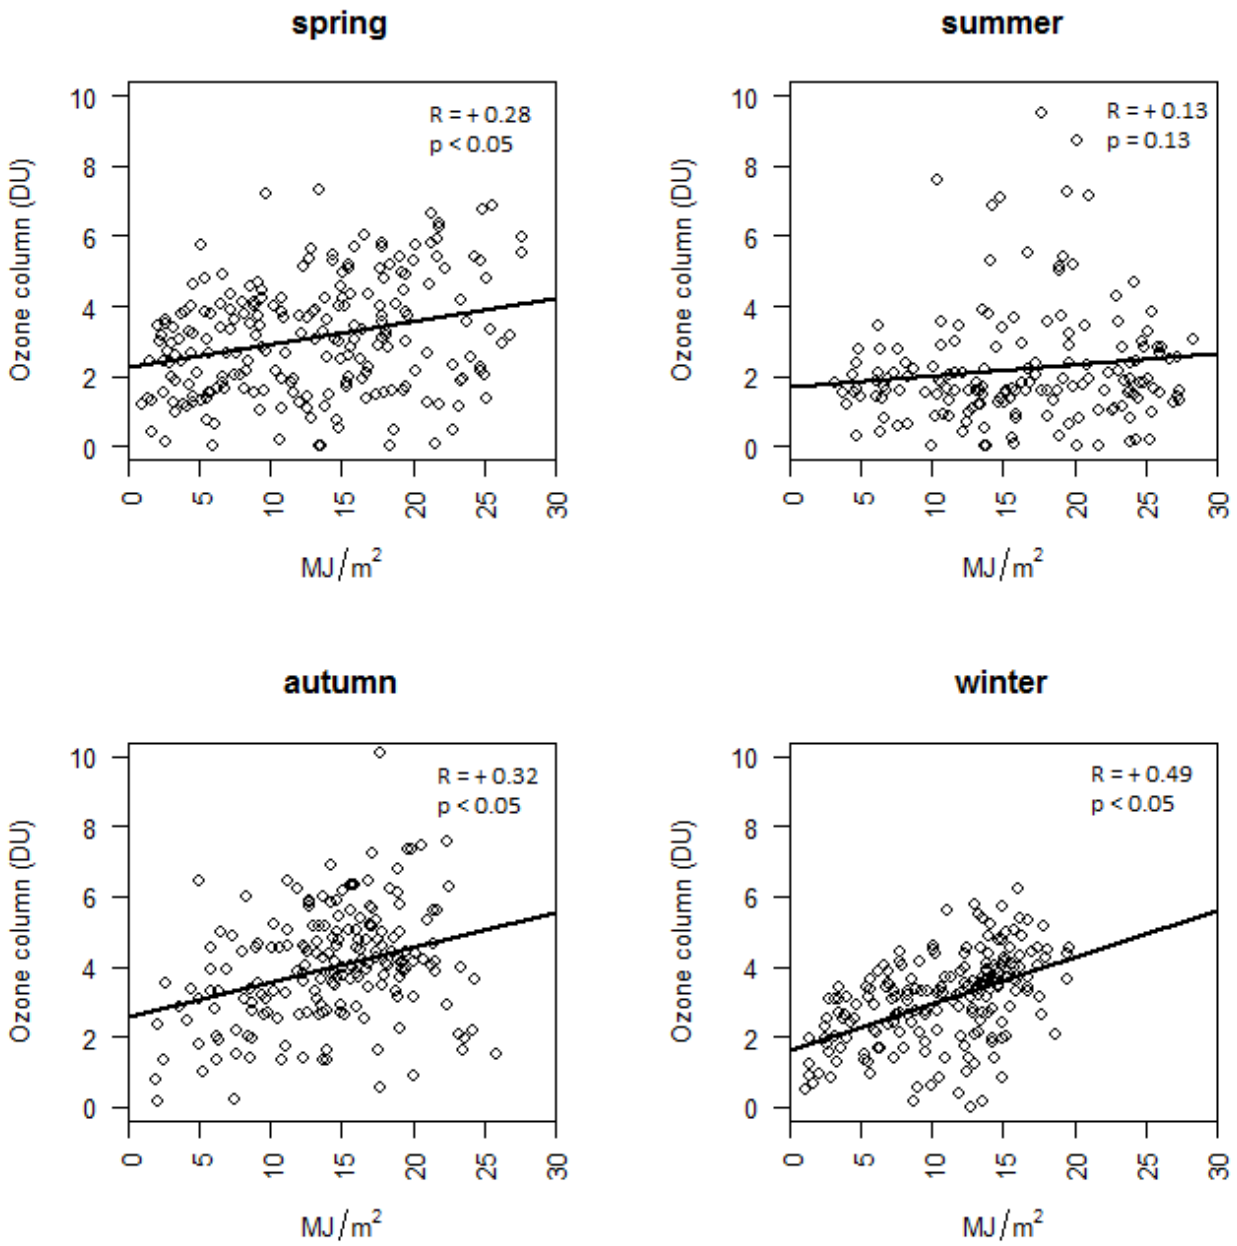 spring
R = + 0.28
p < 0.05
Ozone column (DU)
10
8
6
4
2
0
0 5 10 15 20 25 30
MJ/m²
summer
R = + 0.13
p = 0.13
Ozone column (DU)
10
8
6
4
2
0
0 5 10 15 20 25 30
MJ/m²
autumn
R = + 0.32
p < 0.05
Ozone column (DU)
10
8
6
4
2
0
0 5 10 15 20 25 30
MJ/m²
winter
R = + 0.49
p < 0.05
Ozone column (DU)
10
8
6
4
2
0
0 5 10 15 20 25 30
MJ/m²